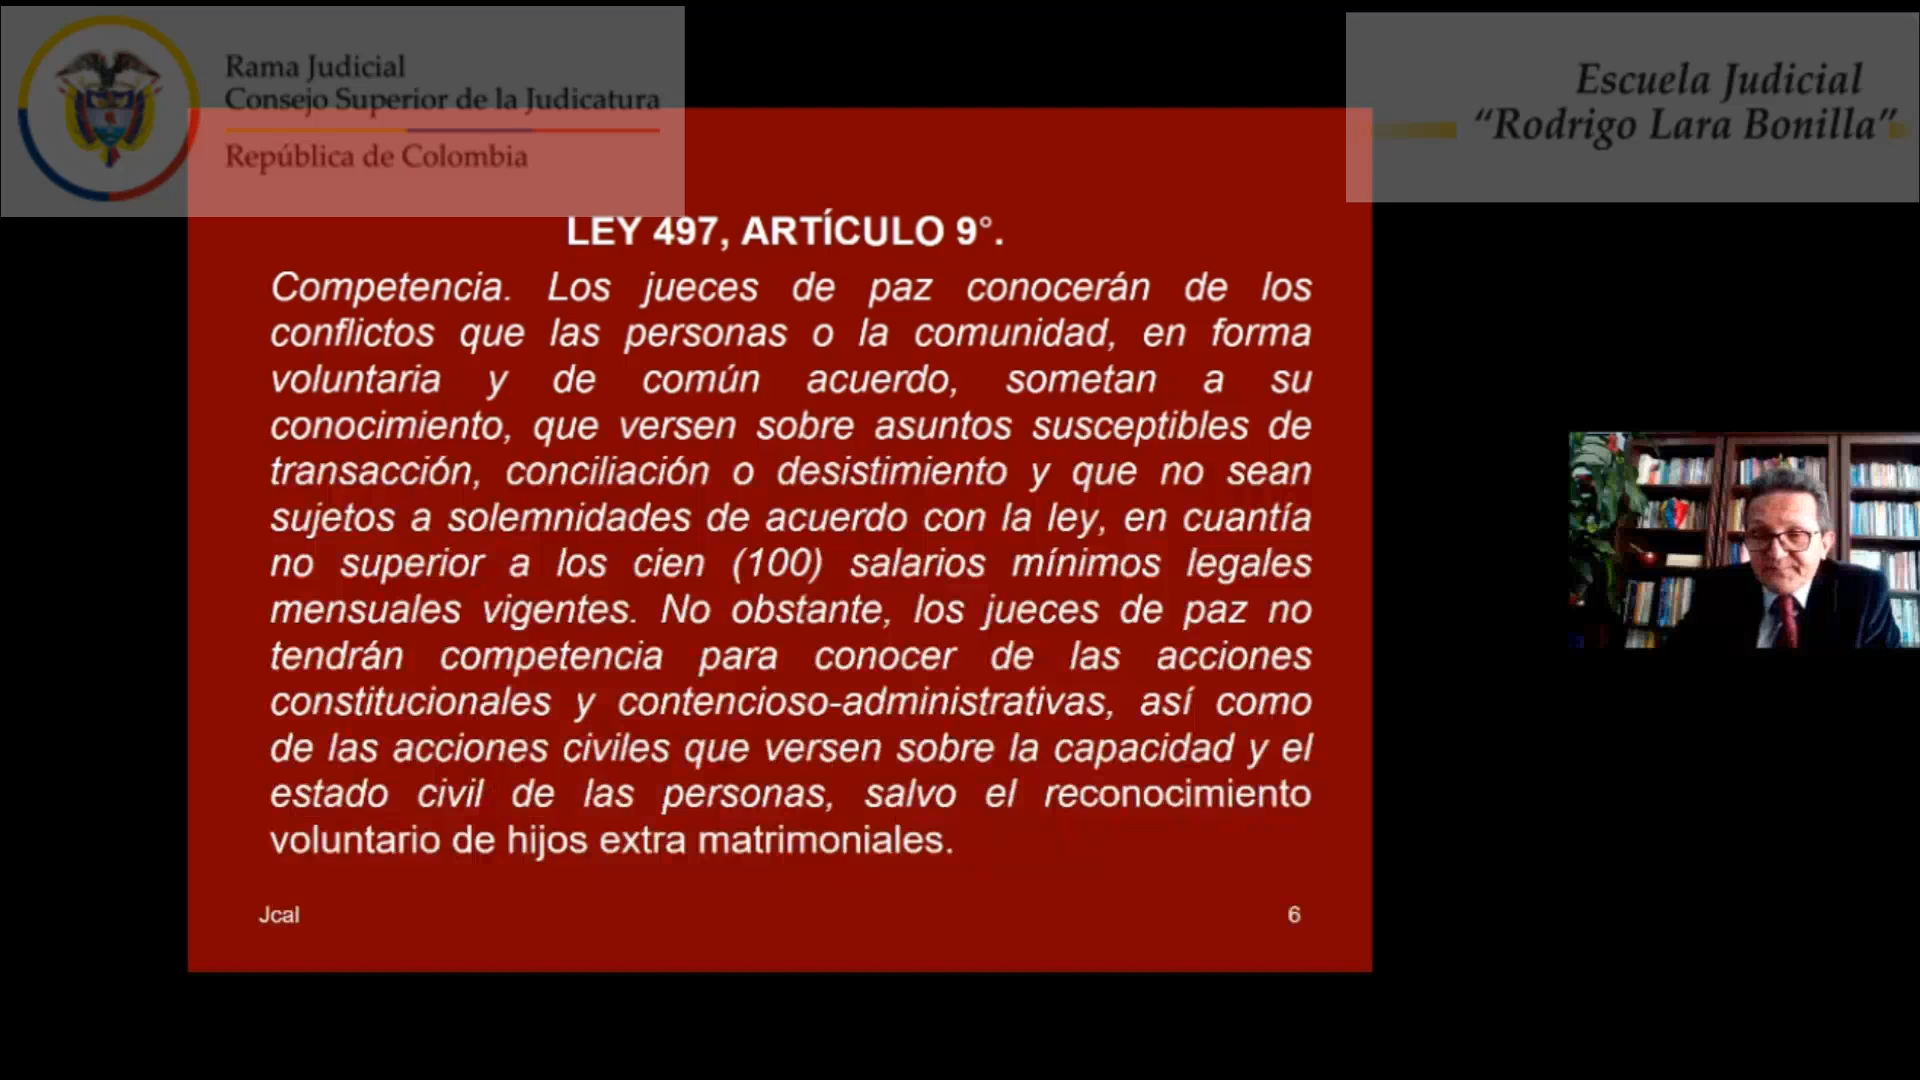 Rama Judicial
Consejo Superior de la Judicatura
República de Colombia
Escuela Judicial
“Rodrigo Lara Bonilla”
LEY 497, ARTÍCULO 9°.
Competencia. Los jueces de paz conocerán de los
conflictos que las personas o la comunidad, en forma
voluntaria y de común acuerdo, sometan a su
conocimiento, que versen sobre asuntos susceptibles de
transacción, conciliación o desistimiento y que no sean
sujetos a solemnidades de acuerdo con la ley, en cuantía
no superior a los cien (100) salarios mínimos legales
mensuales vigentes. No obstante, los jueces de paz no
tendrán competencia para conocer de las acciones
constitucionales y contencioso-administrativas, así como
de las acciones civiles que versen sobre la capacidad y el
estado civil de las personas, salvo el reconocimiento
voluntario de hijos extra matrimoniales.
Jcal
6